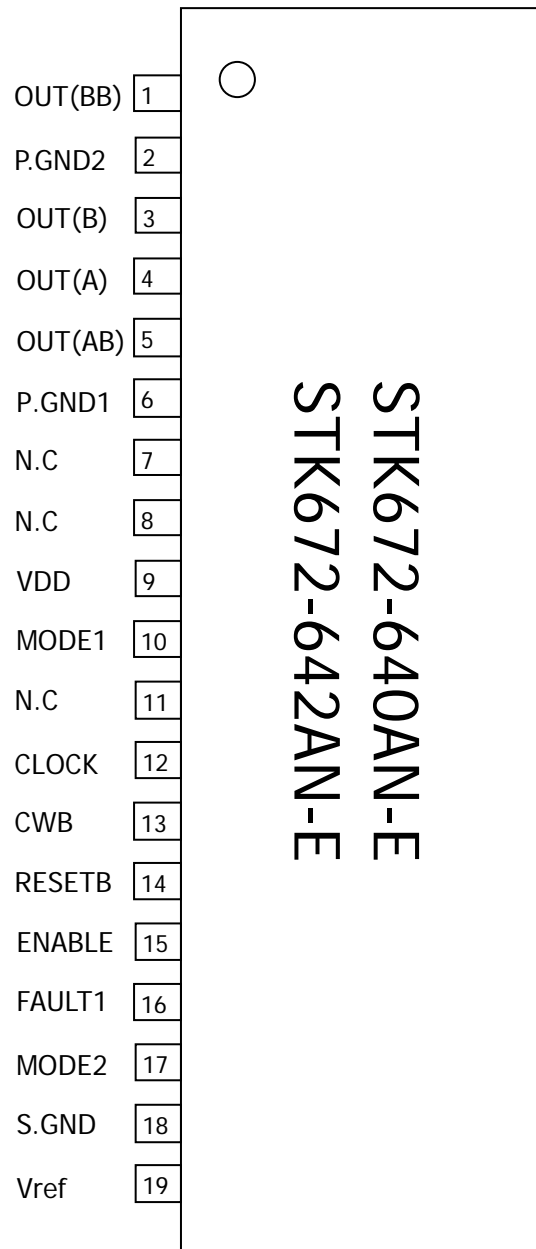 OUT(BB) 1
P.GND2 2
OUT(B) 3
OUT(A) 4
OUT(AB) 5
P.GND1 6
N.C 7
N.C 8
VDD 9
MODE1 10
N.C 11
CLOCK 12
CWB 13
RESETB 14
ENABLE 15
FAULT1 16
MODE2 17
S.GND 18
Vref 19
STK672-640AN-E
STK672-642AN-E